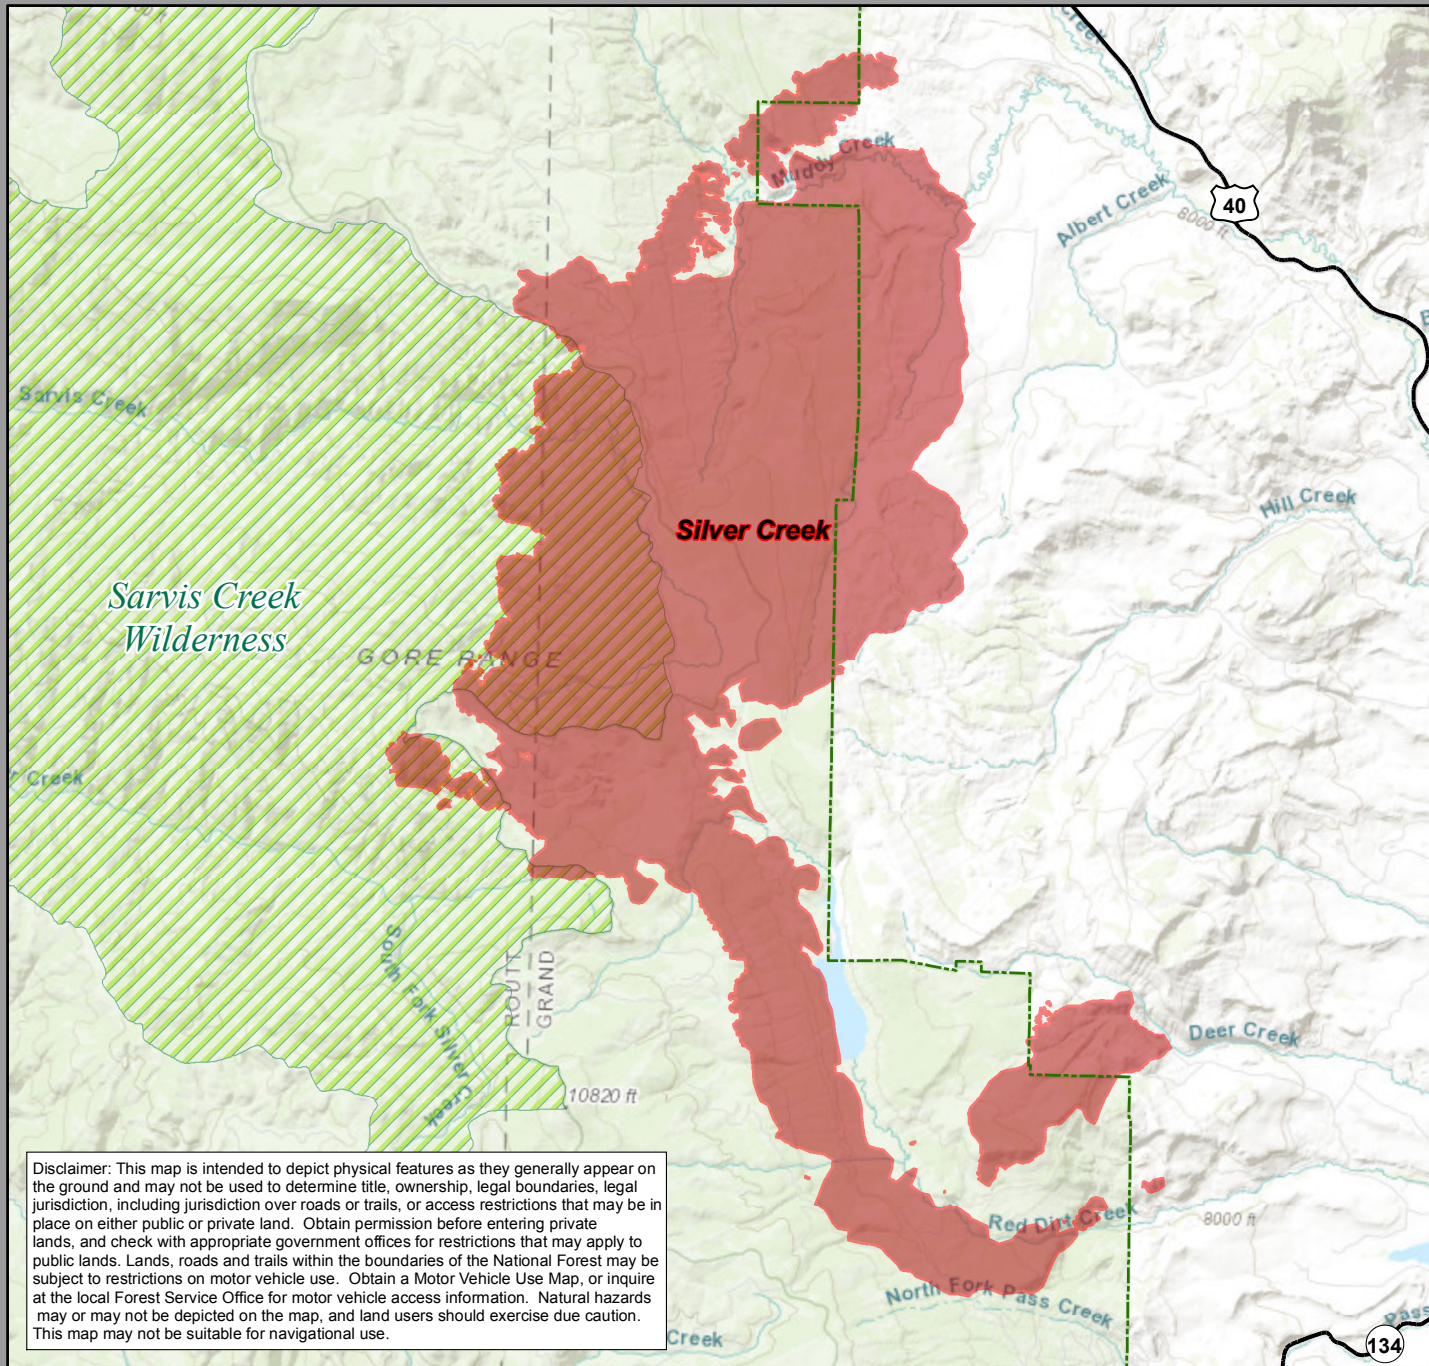 Creek
Muddy Creek
40
Albert Creek
8000 ft
Sarvis Creek
Hill Creek
Silver Creek
Sarvis Creek
Wilderness
GORE RANGE
Creek
South Fork Silver Creek
ROUTT
GRAND
Deer Creek
10820 ft
Red Dirt Creek
8000 ft
North Fork Pass Creek
Creek
Pass
134
Disclaimer: This map is intended to depict physical features as they generally appear on
the ground and may not be used to determine title, ownership, legal boundaries, legal
jurisdiction, including jurisdiction over roads or trails, or access restrictions that may be in
place on either public or private land.  Obtain permission before entering private
lands, and check with appropriate government offices for restrictions that may apply to
public lands. Lands, roads and trails within the boundaries of the National Forest may be
subject to restrictions on motor vehicle use.  Obtain a Motor Vehicle Use Map, or inquire
at the local Forest Service Office for motor vehicle access information.  Natural hazards
may or may not be depicted on the map, and land users should exercise due caution.
This map may not be suitable for navigational use.